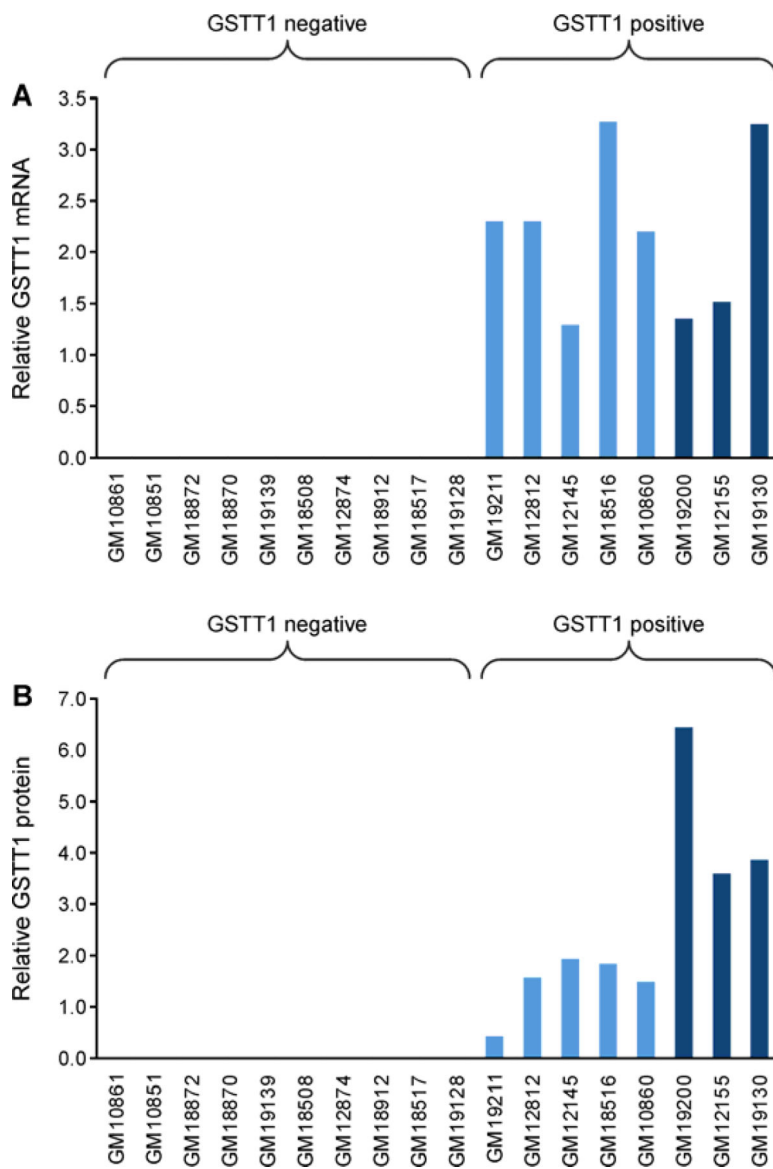 GSTT1 negative GSTT1 positive
A
Relative GSTT1 mRNA
3.5
3.0
2.5
2.0
1.5
1.0
0.5
0.0
GM10861
GM10851
GM18872
GM18870
GM19139
GM18508
GM12874
GM18912
GM18517
GM19128
GM19211
GM12812
GM12145
GM18516
GM10860
GM19200
GM12155
GM19130
GSTT1 negative GSTT1 positive
B
Relative GSTT1 protein
7.0
6.0
5.0
4.0
3.0
2.0
1.0
0.0
GM10861
GM10851
GM18872
GM18870
GM19139
GM18508
GM12874
GM18912
GM18517
GM19128
GM19211
GM12812
GM12145
GM18516
GM10860
GM19200
GM12155
GM19130